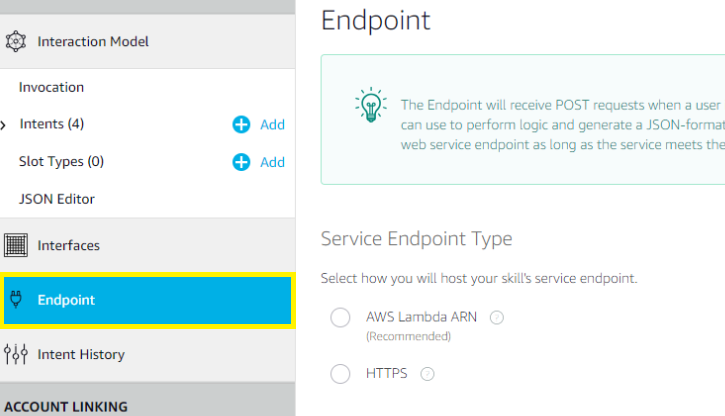 Interaction Model
Invocation
Intents (4) Add
Slot Types (0) Add
JSON Editor
Interfaces
Endpoint
Intent History
ACCOUNT LINKING
Endpoint
The Endpoint will receive POST requests when a user
can use to perform logic and generate a JSON-format
web service endpoint as long as the service meets the
Service Endpoint Type
Select how you will host your skill's service endpoint.
AWS Lambda ARN ?
(Recommended)
HTTPS ?